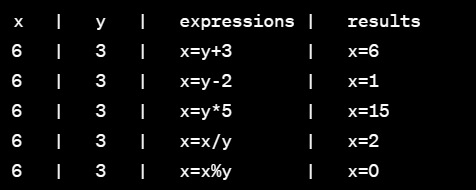 x | y | expressions | results
6 | 3 | x=y+3 | x=6
6 | 3 | x=y-2 | x=1
6 | 3 | x=y*5 | x=15
6 | 3 | x=x/y | x=2
6 | 3 | x=x%y | x=0